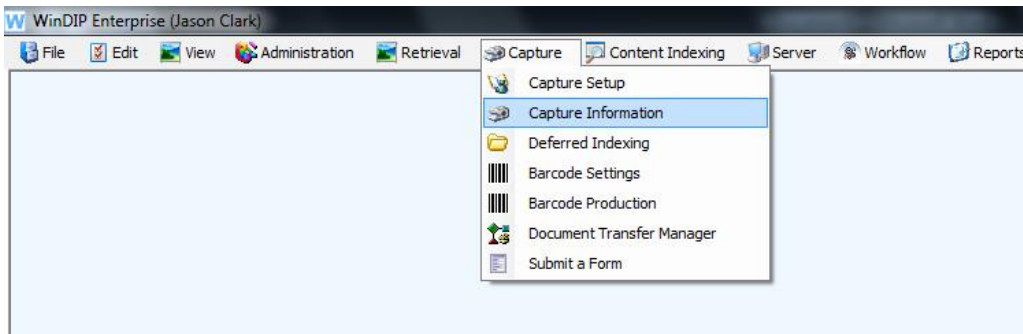 W WinDIP Enterprise (Jason Clark)
File Edit View Administration Retrieval Capture Content Indexing Server Workflow Reports
Capture Setup
Capture Information
Deferred Indexing
Barcode Settings
Barcode Production
Document Transfer Manager
Submit a Form